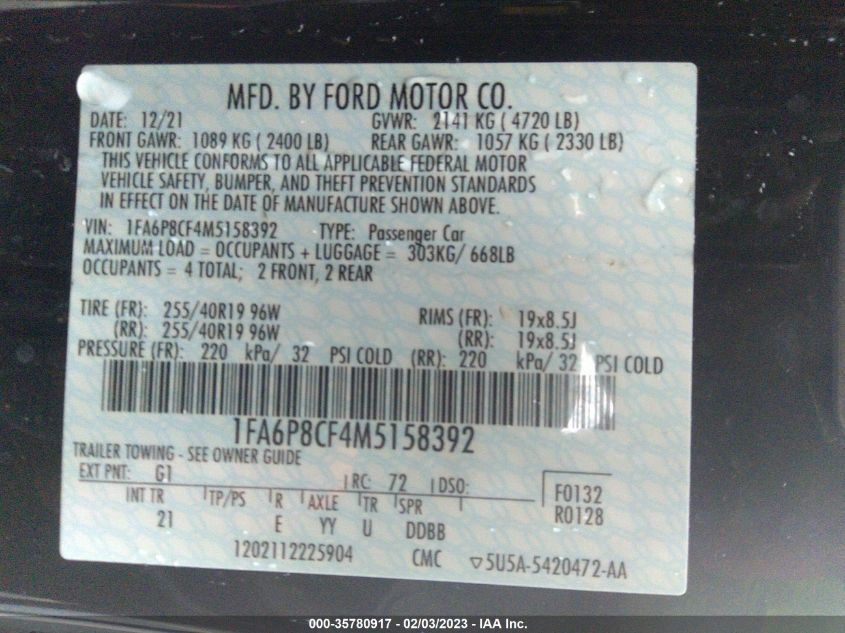 MFD. BY FORD MOTOR CO.
DATE: 12/21 GVWR: 2141 KG ( 4720 LB)
FRONT GAWR: 1089 KG ( 2400 LB) REAR GAWR: 1057 KG ( 2330 LB)
THIS VEHICLE CONFORMS TO ALL APPLICABLE FEDERAL MOTOR
VEHICLE SAFETY, BUMPER, AND THEFT PREVENTION STANDARDS
IN EFFECT ON THE DATE OF MANUFACTURE SHOWN ABOVE.
VIN: 1FA6P8CF4M5158392 TYPE: Passenger Car
MAXIMUM LOAD = OCCUPANTS + LUGGAGE = 303KG/ 668LB
OCCUPANTS = 4 TOTAL; 2 FRONT, 2 REAR
TIRE (FR): 255/40R19 96W RIMS (FR): 19x8.5J
(RR): 255/40R19 96W (RR): 19x8.5J
PRESSURE (FR): 220 kPa/ 32 PSI COLD (RR): 220 kPa/ 32 PSI COLD
1FA6P8CF4M5158392
TRAILER TOWING - SEE OWNER GUIDE
EXT PNT: G1 RC: 72 DSO:
INT TR TP/PS R AXLE TR SPR F0132
21 E YY U DDBB R0128
1202112225904 CMC ▽5U5A-5420472-AA
000-35780917 - 02/03/2023 - IAA Inc.